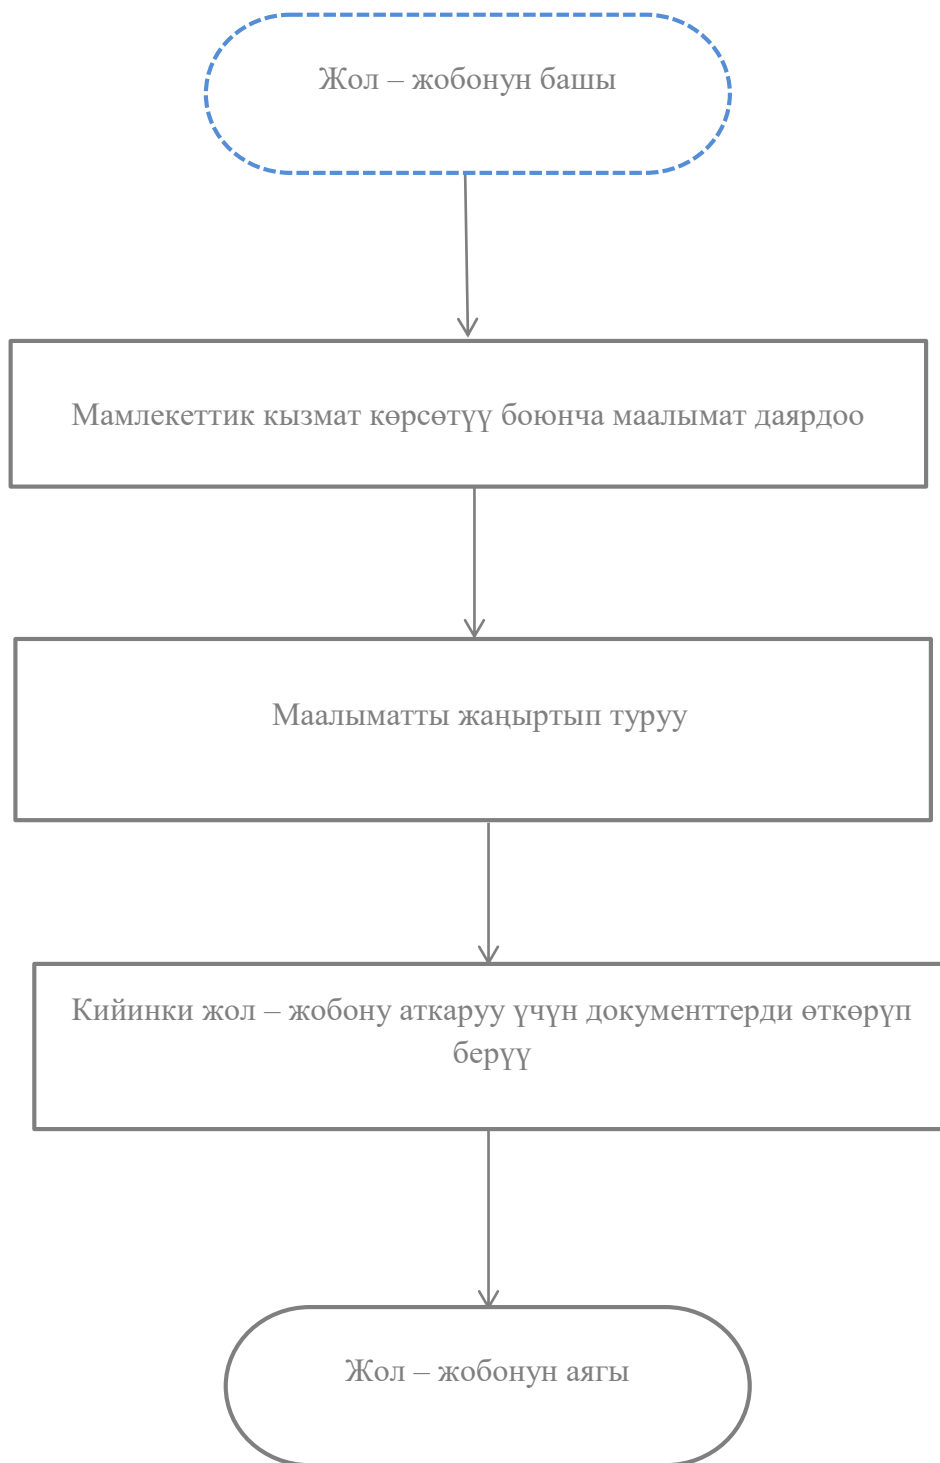 Жол – жобонун башы
Мамлекеттик кызмат көрсөтүү боюнча маалымат даярдоо
Маалыматты жаңыртып туруу
Кийинки жол – жобону аткаруу үчүн документтерди өткөрүп
берүү
Жол – жобонун аягы